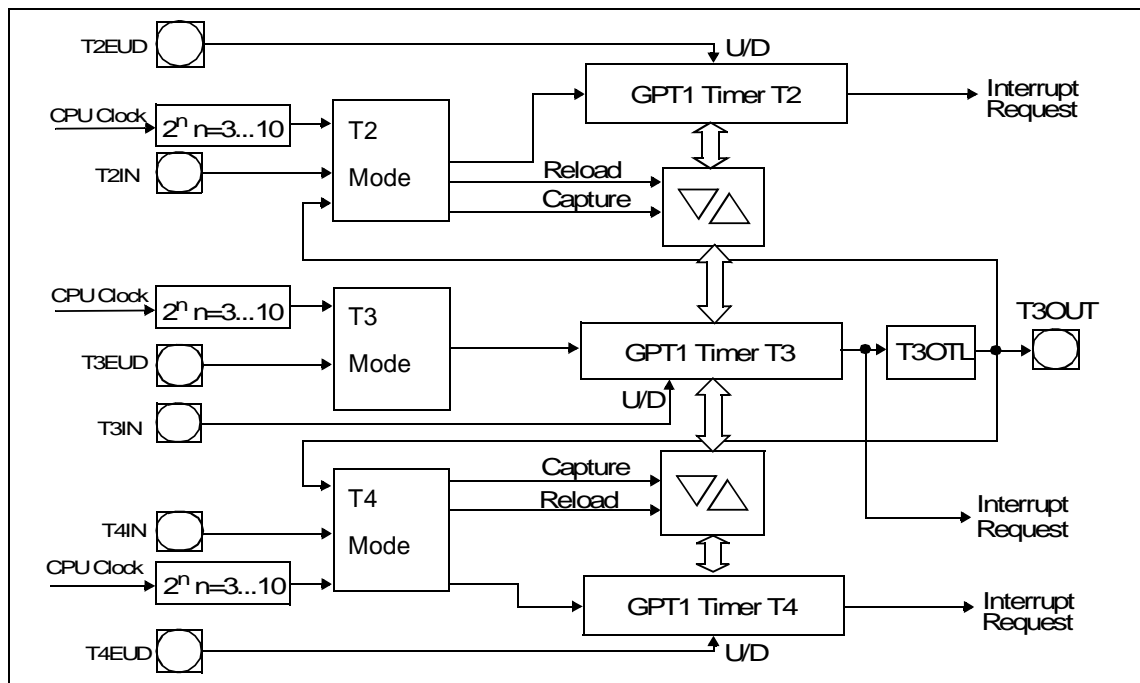 T2EUD
U/D
GPT1 Timer T2
Interrupt
Request
CPU Clock
2ⁿ n=3...10
T2
Mode
T2IN
Reload
Capture
CPU Clock
2ⁿ n=3...10
T3
Mode
T3OUT
T3EUD
GPT1 Timer T3
T3OTL
U/D
T3IN
T4
Mode
Capture
Reload
T4IN
Interrupt
Request
CPU Clock
2ⁿ n=3...10
GPT1 Timer T4
Interrupt
Request
T4EUD
U/D